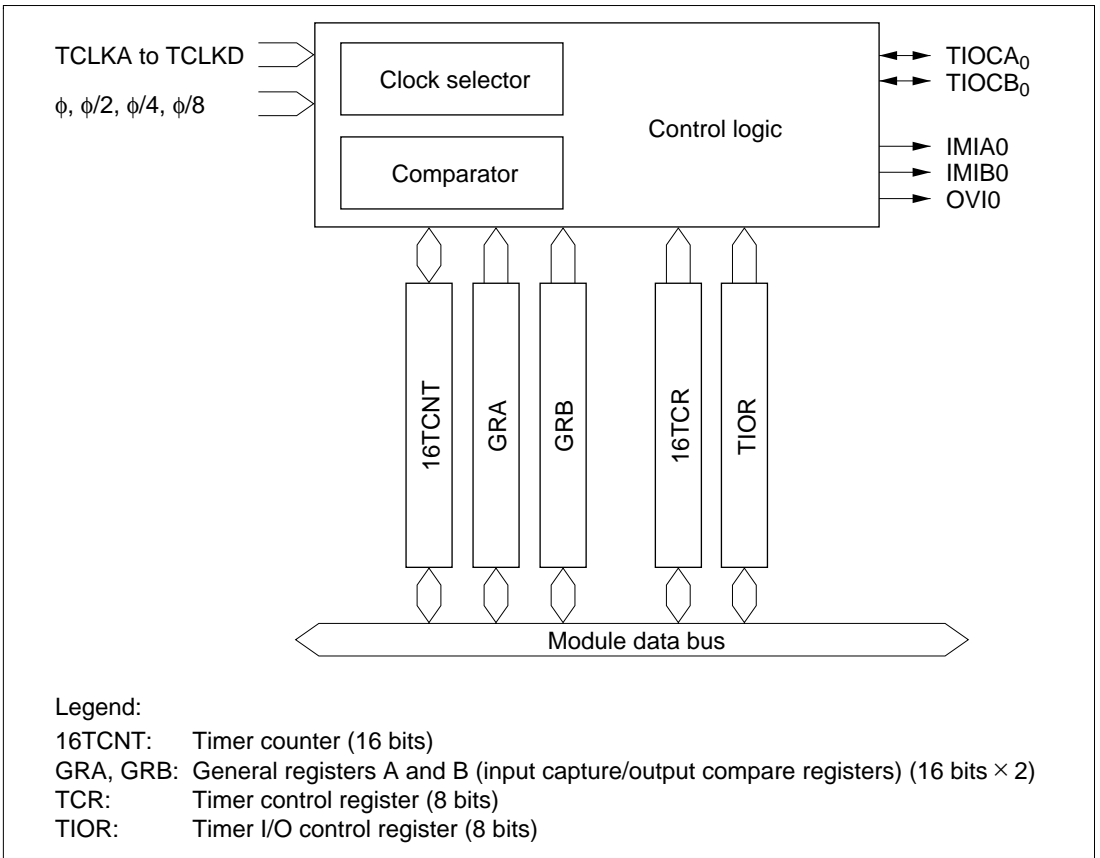 TCLKA to TCLKD
ϕ, ϕ/2, ϕ/4, ϕ/8
Clock selector
Comparator
Control logic
TIOCA₀
TIOCB₀
IMIA0
IMIB0
OVI0
16TCNT
GRA
GRB
16TCR
TIOR
Module data bus
Legend:
16TCNT: Timer counter (16 bits)
GRA, GRB: General registers A and B (input capture/output compare registers) (16 bits × 2)
TCR: Timer control register (8 bits)
TIOR: Timer I/O control register (8 bits)